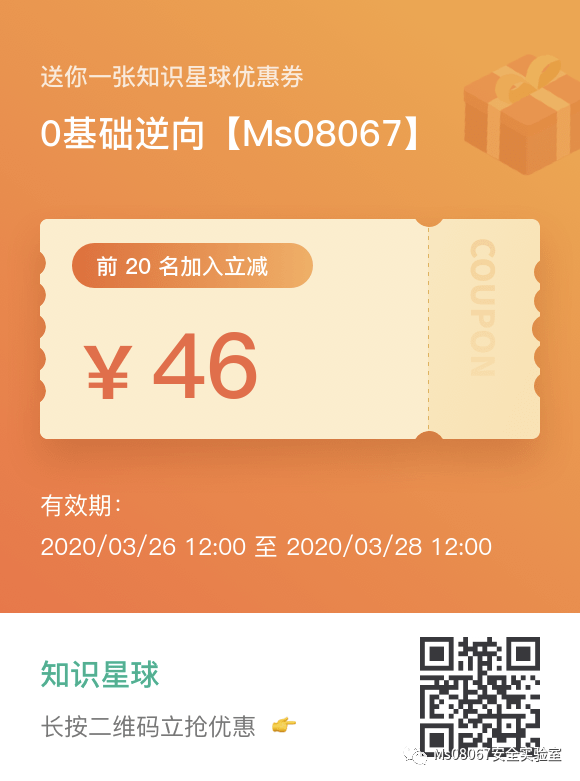 送你一张知识星球优惠券
0基础逆向【Ms08067】
前 20 名加入立减
¥ 46
COUPON
有效期：
2020/03/26 12:00 至 2020/03/28 12:00
知识星球
长按二维码立抢优惠 👉
Ms08067安全实验室